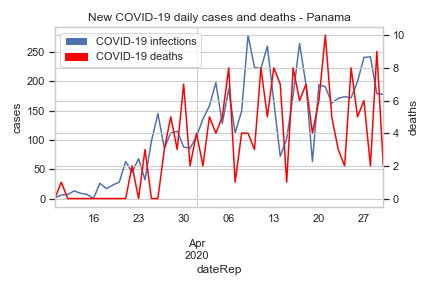 New COVID-19 daily cases and deaths - Panama
COVID-19 infections
COVID-19 deaths
250
200
150
100
50
0
cases
10
8
6
4
2
0
deaths
16 23 30 06 13 20 27
Apr
2020
dateRep